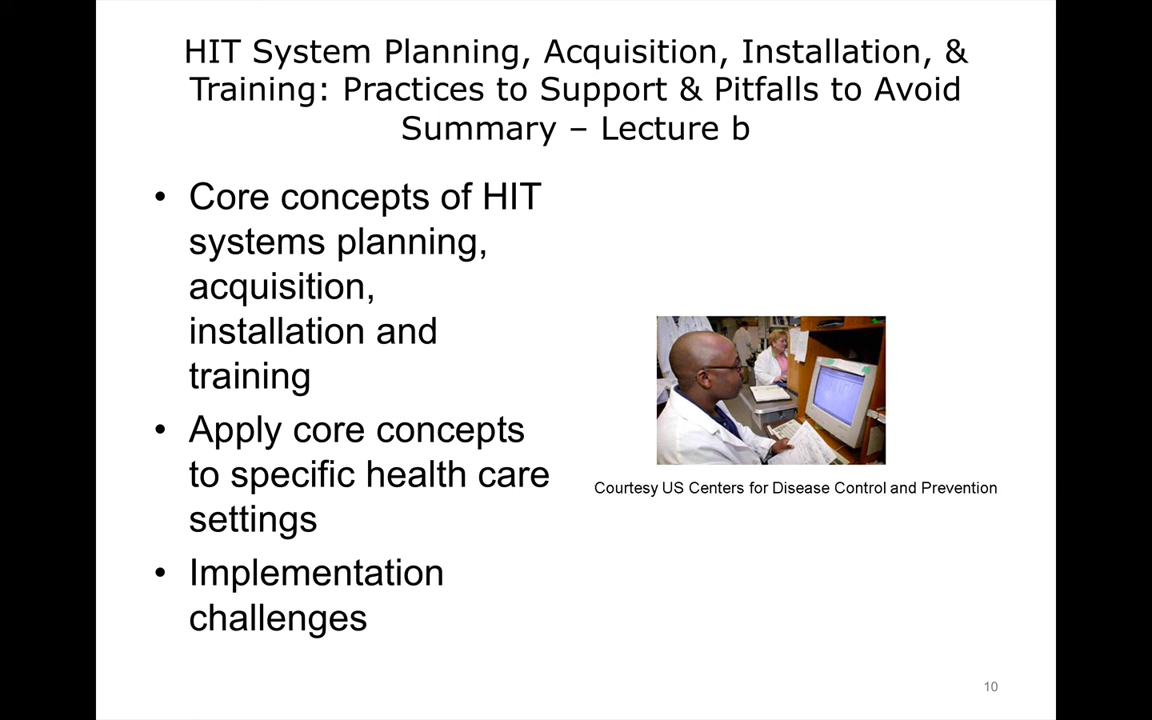 HIT System Planning, Acquisition, Installation, &
Training: Practices to Support & Pitfalls to Avoid
Summary – Lecture b
• Core concepts of HIT
systems planning,
acquisition,
installation and
training
• Apply core concepts
to specific health care
settings
• Implementation
challenges
Courtesy US Centers for Disease Control and Prevention
10